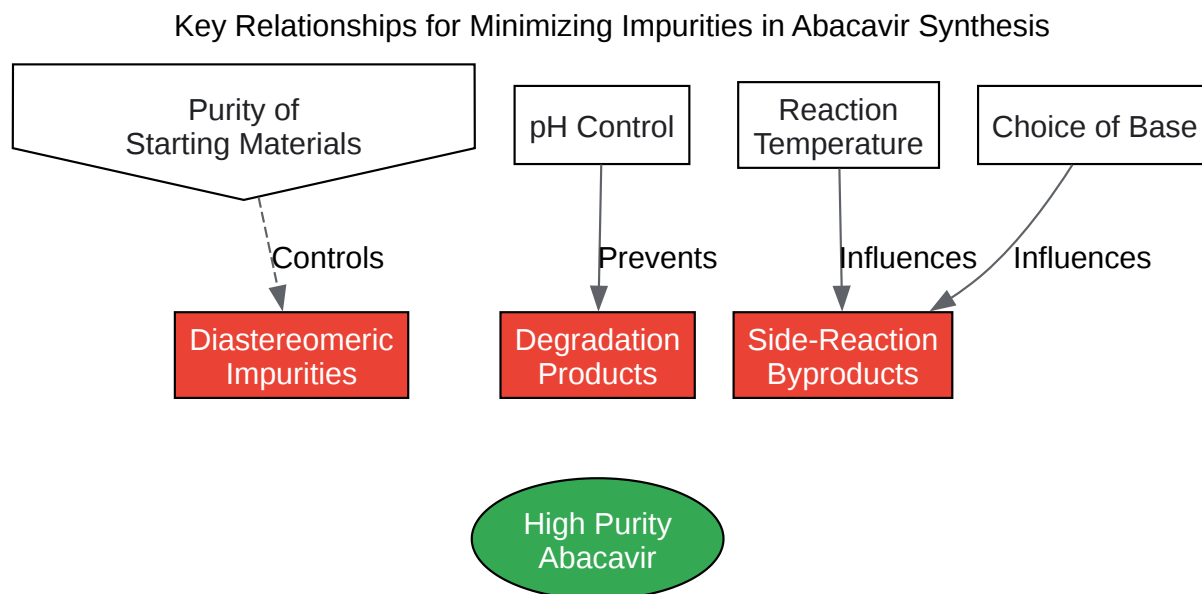 Key Relationships for Minimizing Impurities in Abacavir Synthesis
Purity of
Starting Materials
pH Control
Reaction
Temperature
Choice of Base
Controls
Prevents
Influences
Influences
Diastereomeric
Impurities
Degradation
Products
Side-Reaction
Byproducts
High Purity
Abacavir